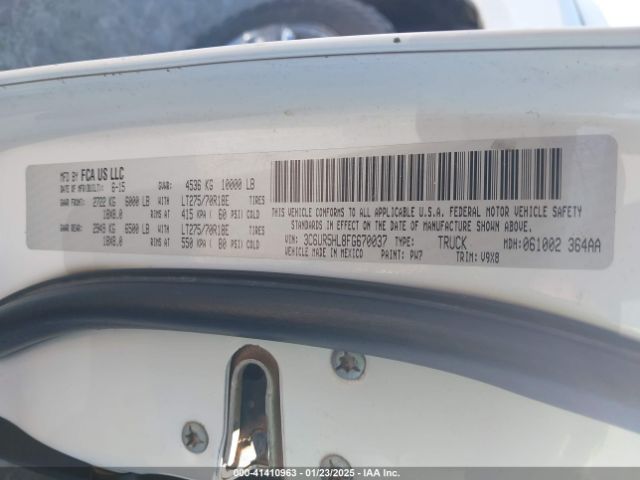 MFG BY FCA US LLC
DATE OF MFG(BUILT): 6-15 GVWR: 4536 KG 10000 LB
GAWR FRONT: 2722 KG 6000 LB WITH LT275/70R18E TIRES
18X8.0 RIMS AT 415 KPA ( 60 PSI) COLD
GAWR REAR: 2949 KG 6500 LB WITH LT275/70R18E TIRES
18X8.0 RIMS AT 550 KPA ( 80 PSI) COLD
THIS VEHICLE CONFORMS TO ALL APPLICABLE U.S.A. FEDERAL MOTOR VEHICLE SAFETY
STANDARDS IN EFFECT ON THE DATE OF MANUFACTURE SHOWN ABOVE.
VIN: 3C6UR5HL8FG670037 TYPE: TRUCK MDH: 061002 364AA
VEHICLE MADE IN MEXICO PAINT: PW7 TRIM: V9X8
000-41410963 - 01/23/2025 - IAA Inc.